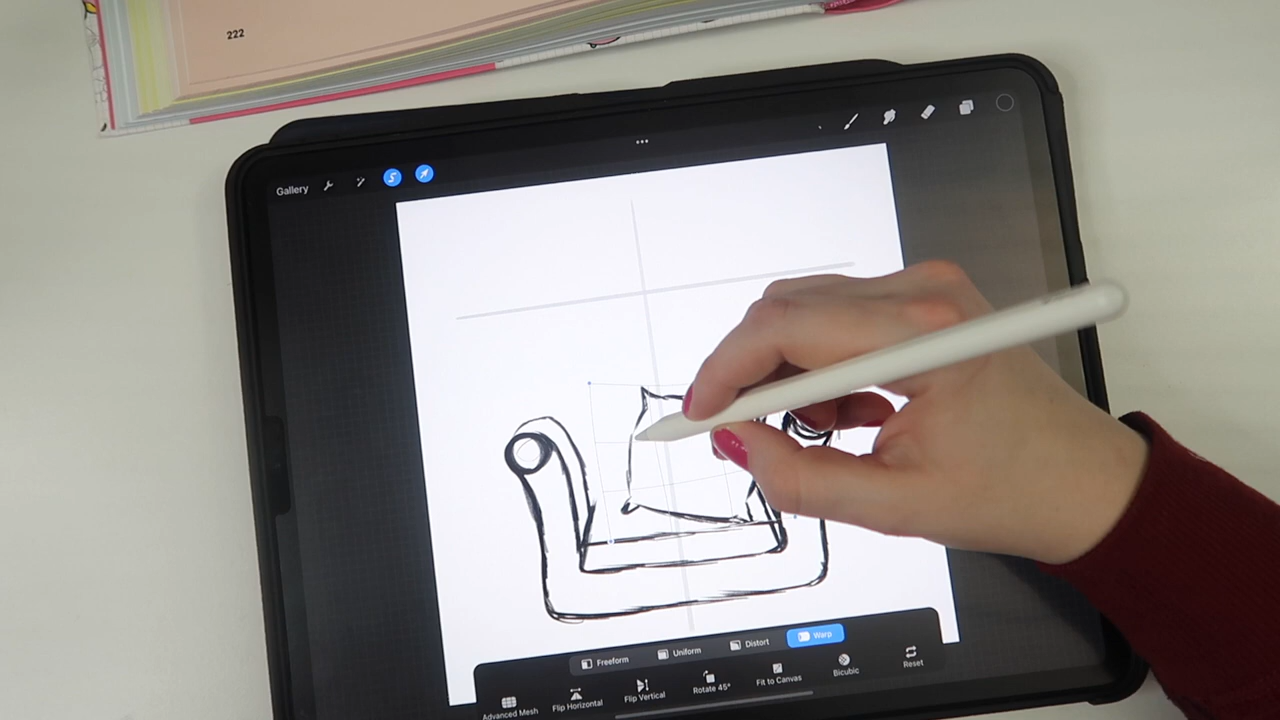 222
Gallery
Freeform Uniform Distort Warp
Advanced Mesh Flip Horizontal Flip Vertical Rotate 45° Fit to Canvas Bicubic Reset